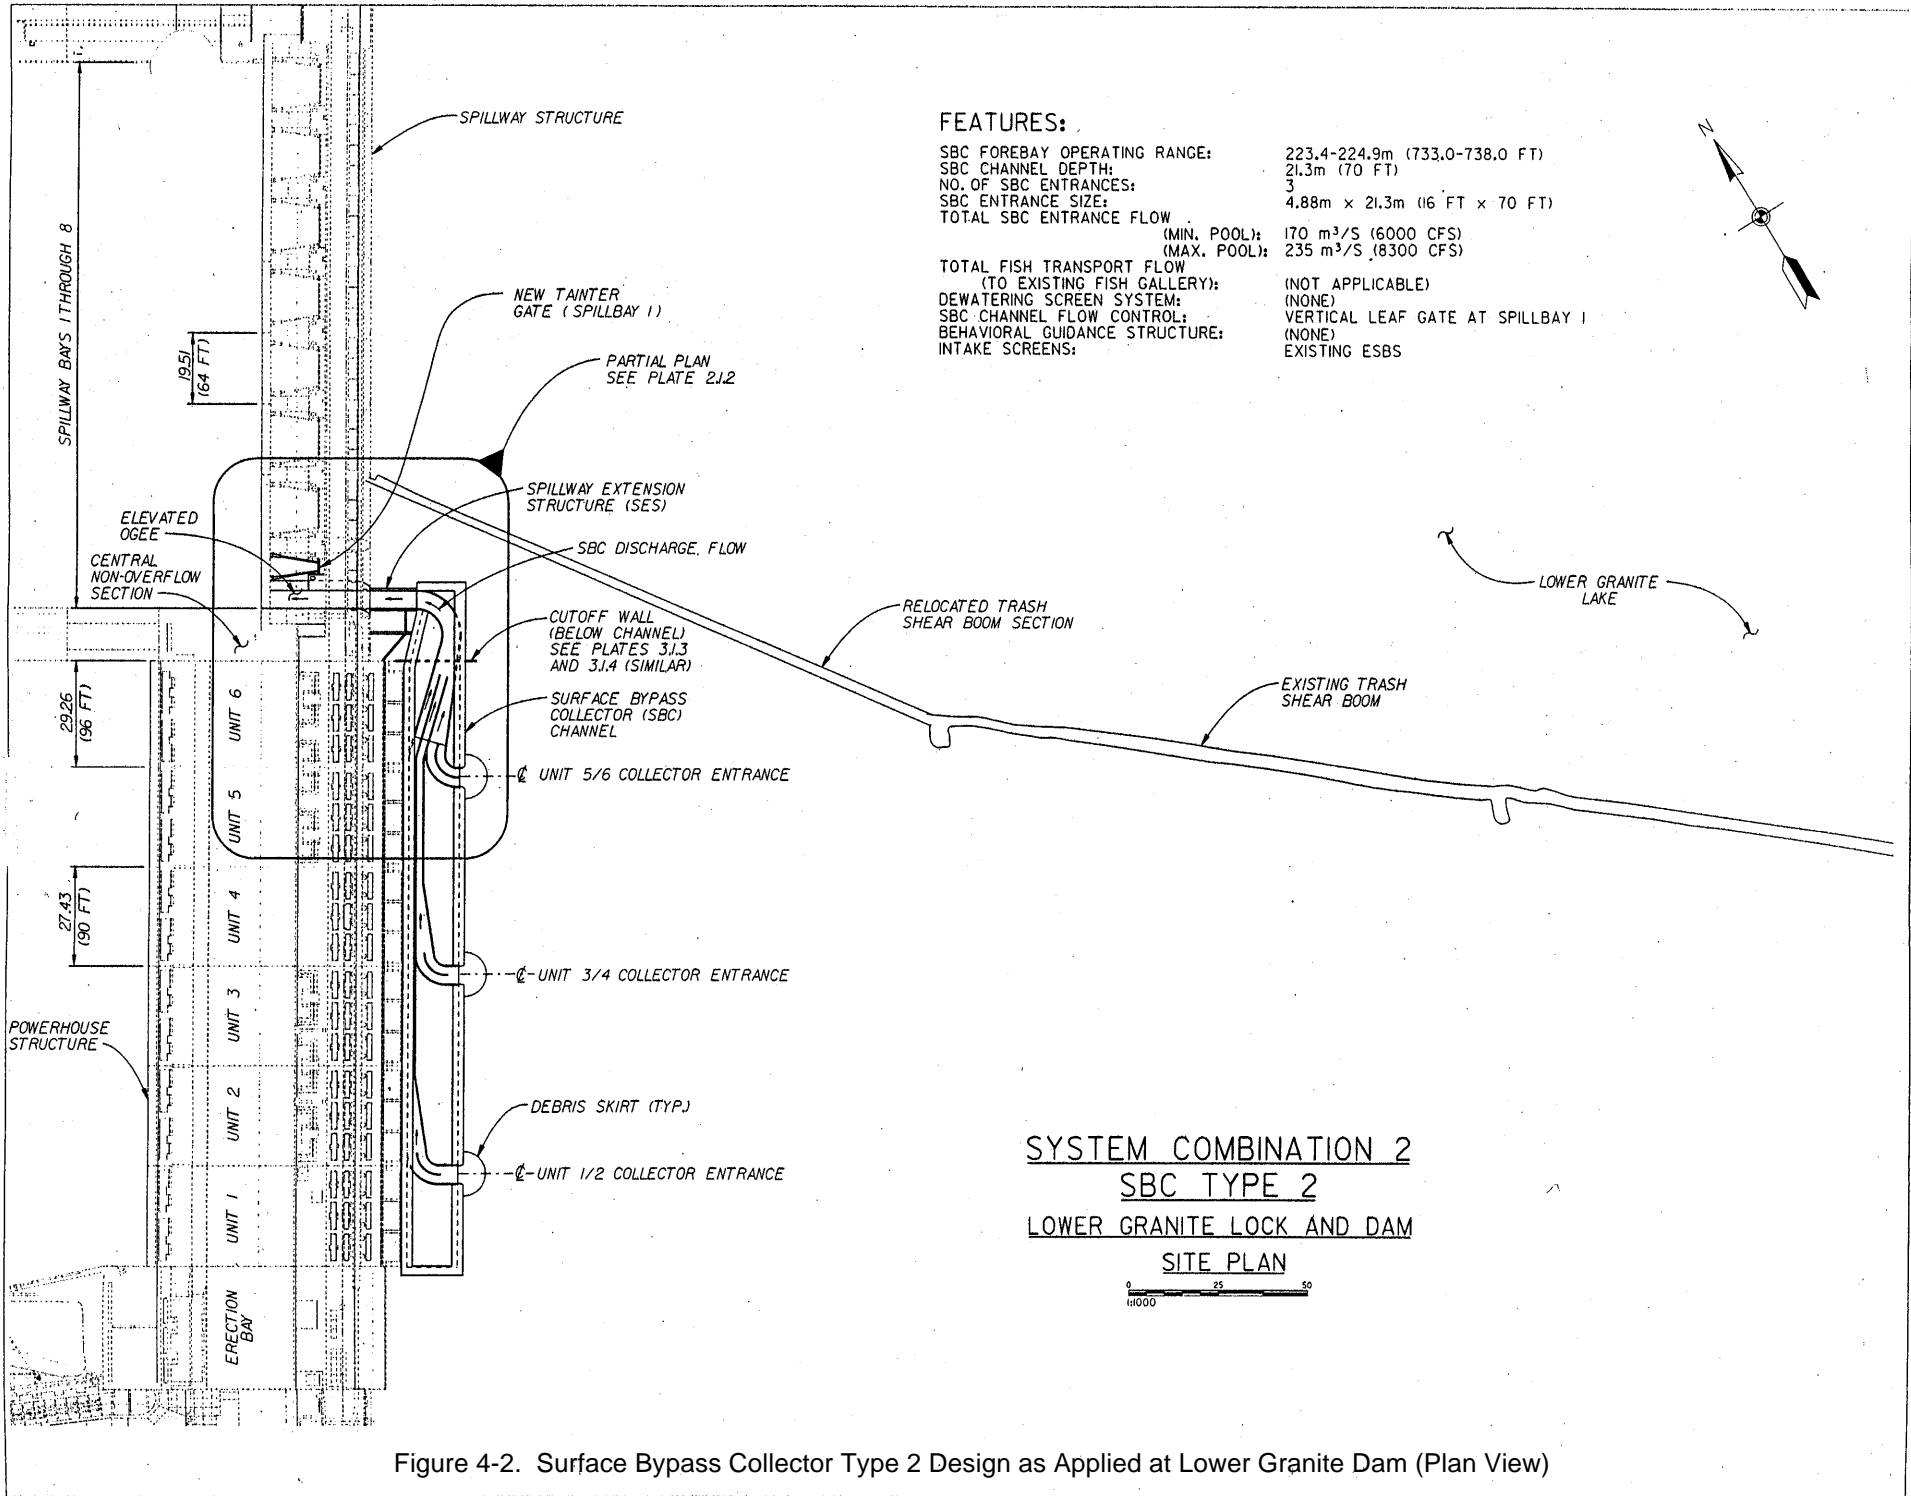 SPILLWAY STRUCTURE
FEATURES:
SBC FOREBAY OPERATING RANGE: 223.4-224.9m (733.0-738.0 FT)
SBC CHANNEL DEPTH: 21.3m (70 FT)
NO. OF SBC ENTRANCES: 3
SBC ENTRANCE SIZE: 4.88m × 21.3m (16 FT × 70 FT)
TOTAL SBC ENTRANCE FLOW
(MIN. POOL): 170 m³/S (6000 CFS)
(MAX. POOL): 235 m³/S (8300 CFS)
TOTAL FISH TRANSPORT FLOW
(TO EXISTING FISH GALLERY): (NOT APPLICABLE)
DEWATERING SCREEN SYSTEM: (NONE)
SBC CHANNEL FLOW CONTROL: VERTICAL LEAF GATE AT SPILLBAY 1
BEHAVIORAL GUIDANCE STRUCTURE: (NONE)
INTAKE SCREENS: EXISTING ESBS
N
SPILLWAY BAYS 1 THROUGH 8
19.51
(64 FT)
NEW TAINTER
GATE (SPILLBAY 1)
PARTIAL PLAN
SEE PLATE 2.1.2
SPILLWAY EXTENSION
STRUCTURE (SES)
ELEVATED
OGEE
CENTRAL
NON-OVERFLOW
SECTION
SBC DISCHARGE, FLOW
CUTOFF WALL
(BELOW CHANNEL)
SEE PLATES 3.1.3
AND 3.1.4 (SIMILAR)
SURFACE BYPASS
COLLECTOR (SBC)
CHANNEL
RELOCATED TRASH
SHEAR BOOM SECTION
LOWER GRANITE
LAKE
EXISTING TRASH
SHEAR BOOM
29.26
(96 FT)
UNIT 6
UNIT 5
℄ UNIT 5/6 COLLECTOR ENTRANCE
27.43
(90 FT)
UNIT 4
℄ UNIT 3/4 COLLECTOR ENTRANCE
UNIT 3
POWERHOUSE
STRUCTURE
UNIT 2
DEBRIS SKIRT (TYP.)
℄ UNIT 1/2 COLLECTOR ENTRANCE
UNIT 1
ERECTION
BAY
SYSTEM COMBINATION 2
SBC TYPE 2
LOWER GRANITE LOCK AND DAM
SITE PLAN
0 25 50
1:1000
Figure 4-2. Surface Bypass Collector Type 2 Design as Applied at Lower Granite Dam (Plan View)